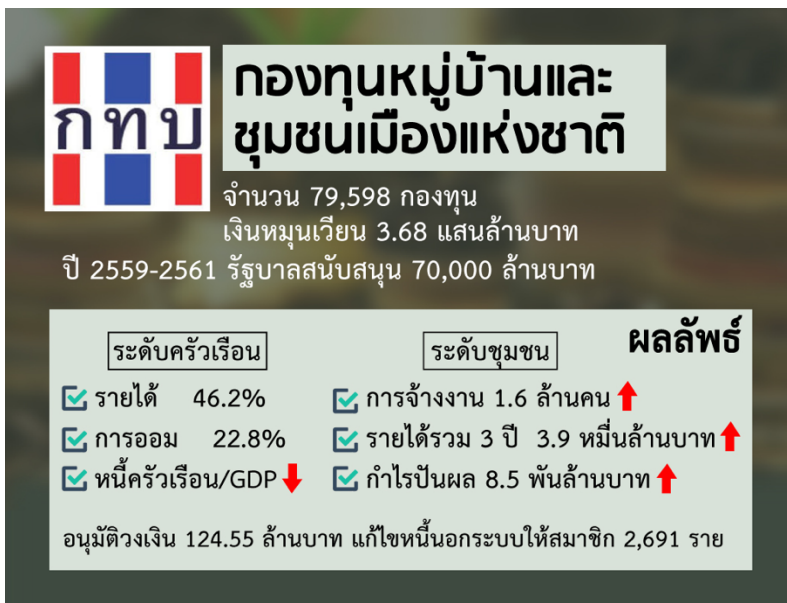 กทบ
กองทุนหมู่บ้านและ
ชุมชนเมืองแห่งชาติ
จำนวน 79,598 กองทุน
เงินหมุนเวียน 3.68 แสนล้านบาท
ปี 2559-2561 รัฐบาลสนับสนุน 70,000 ล้านบาท
ผลลัพธ์
ระดับครัวเรือน
รายได้ 46.2%
การออม 22.8%
หนี้ครัวเรือน/GDP
ระดับชุมชน
การจ้างงาน 1.6 ล้านคน
รายได้รวม 3 ปี 3.9 หมื่นล้านบาท
กำไรปันผล 8.5 พันล้านบาท
อนุมัติวงเงิน 124.55 ล้านบาท แก้ไขหนี้นอกระบบให้สมาชิก 2,691 ราย